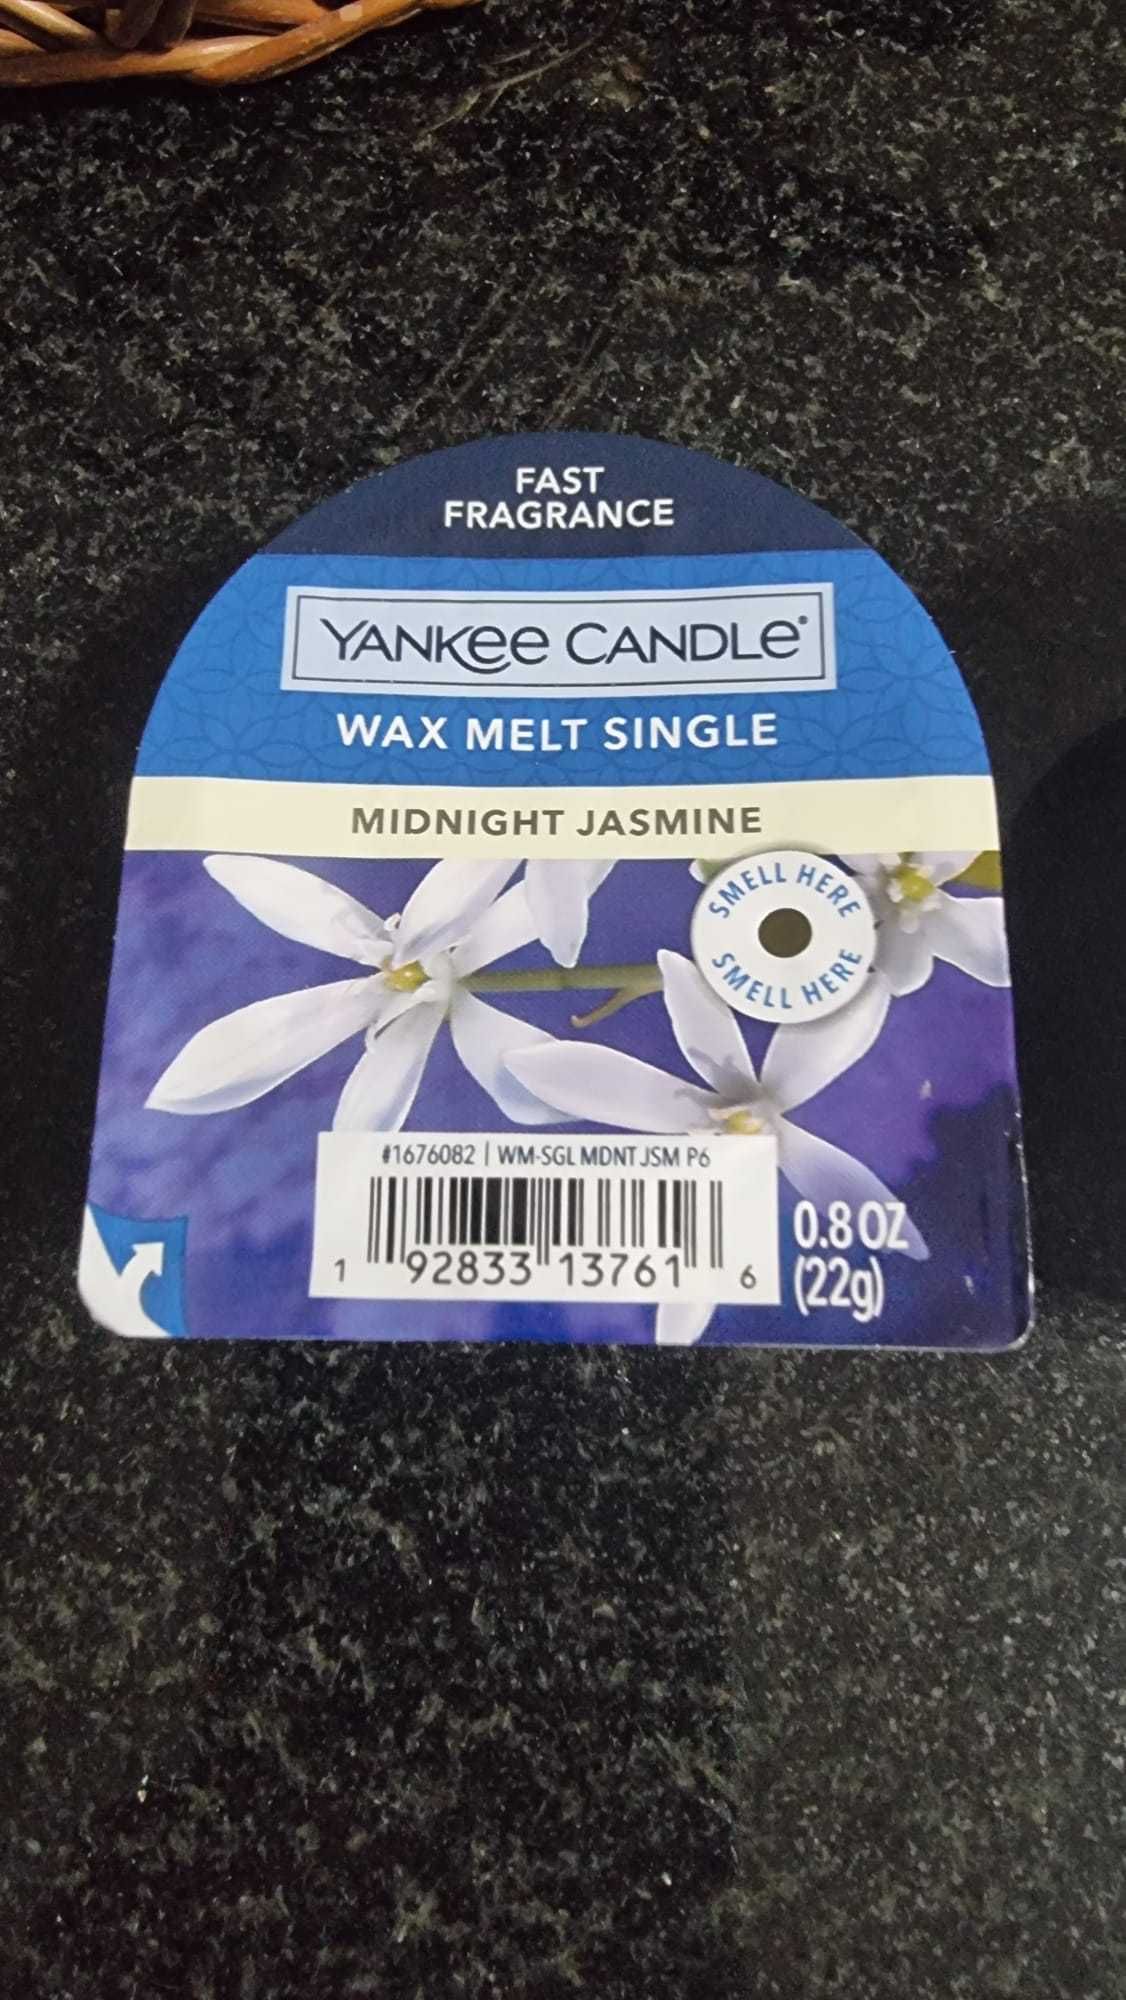 FAST
FRAGRANCE
YANKee CANDLe®
WAX MELT SINGLE
MIDNIGHT JASMINE
SMELL HERE
SMELL HERE
#1676082 | WM-SGL MDNT JSM P6
1 92833 13761 6
0.8 OZ
(22g)